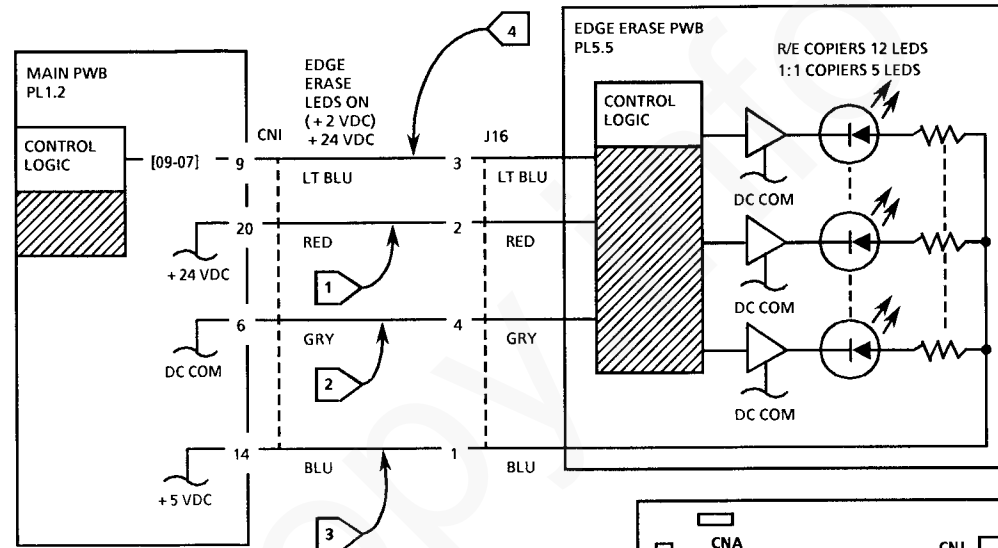 MAIN PWB
PL1.2
CONTROL
LOGIC
[09-07]
9
CNI
EDGE
ERASE
LEDS ON
(+2 VDC)
+24 VDC
4
3
J16
LT BLU
LT BLU
20
+24 VDC
RED
2
RED
1
6
DC COM
GRY
4
GRY
2
14
+5 VDC
BLU
1
BLU
3
EDGE ERASE PWB
PL5.5
R/E COPIERS 12 LEDS
1:1 COPIERS 5 LEDS
CONTROL
LOGIC
DC COM
DC COM
DC COM
CNA